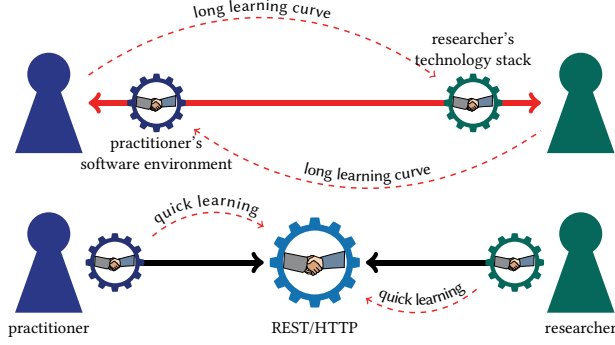 long learning curve
researcher's
technology stack
practitioner's
software environment
long learning curve
quick learning
quick learning
practitioner
REST/HTTP
researcher